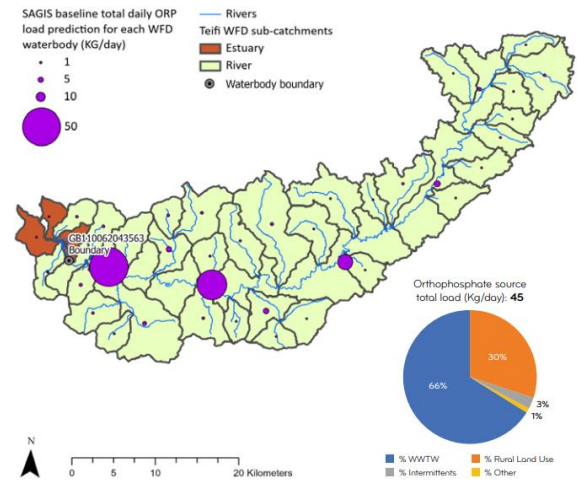 SAGIS baseline total daily ORP
load prediction for each WFD
waterbody (KG/day)
1
5
10
50
Rivers
Teifi WFD sub-catchments
Estuary
River
Waterbody boundary
GB110062043563
Boundary
Orthophosphate source
total load (Kg/day): 45
30%
66%
3%
1%
% WWTW
% Rural Land Use
% Intermittents
% Other
N
0 5 10 20 Kilometers